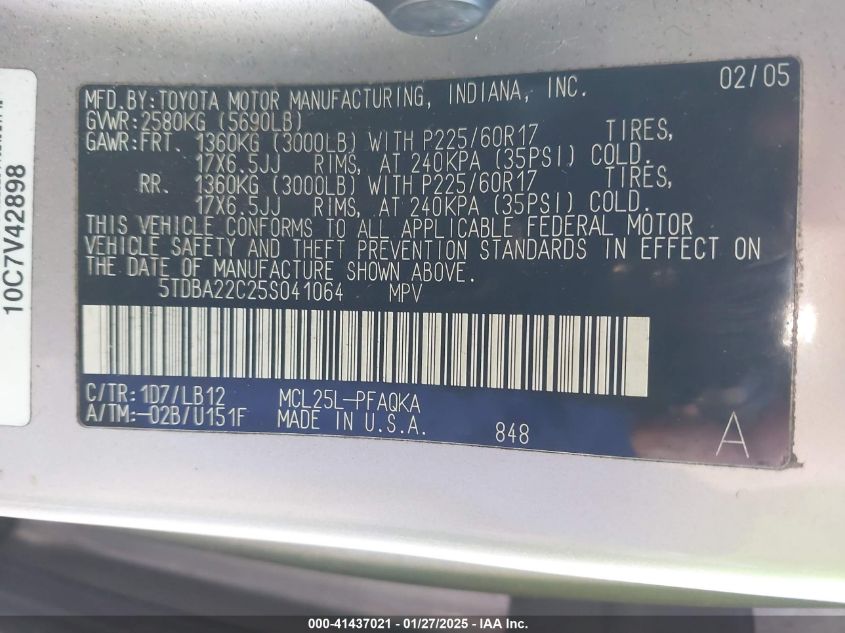 02/05
MFD.BY:TOYOTA MOTOR MANUFACTURING, INDIANA, INC.
GVWR:2580KG (5690LB)
GAWR:FRT. 1360KG (3000LB) WITH P225/60R17 TIRES,
17X6.5JJ RIMS, AT 240KPA (35PSI) COLD.
RR. 1360KG (3000LB) WITH P225/60R17 TIRES,
17X6.5JJ RIMS, AT 240KPA (35PSI) COLD.
THIS VEHICLE CONFORMS TO ALL APPLICABLE FEDERAL MOTOR
VEHICLE SAFETY AND THEFT PREVENTION STANDARDS IN EFFECT ON
THE DATE OF MANUFACTURE SHOWN ABOVE.
5TDBA22C25S041064 MPV
C/TR: 1D7/LB12 MCL25L-PFAQKA
A/TM:-02B/U151F MADE IN U.S.A. 848 A
10C7V42898
000-41437021 — 01/27/2025 - IAA Inc.